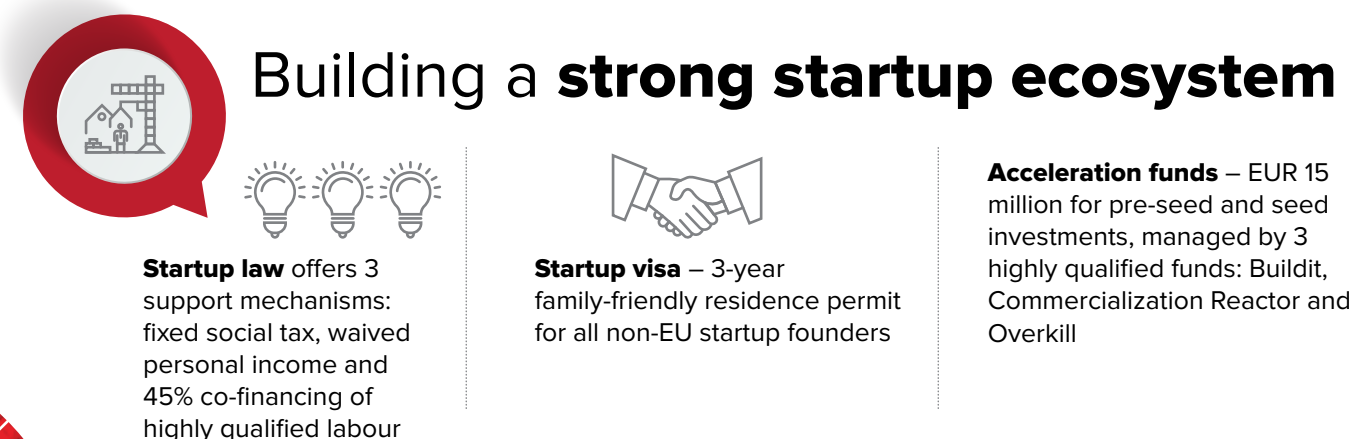 Building a strong startup ecosystem
Startup law offers 3
support mechanisms:
fixed social tax, waived
personal income and
45% co-financing of
highly qualified labour
Startup visa – 3-year
family-friendly residence permit
for all non-EU startup founders
Acceleration funds – EUR 15
million for pre-seed and seed
investments, managed by 3
highly qualified funds: Buildit,
Commercialization Reactor and
Overkill